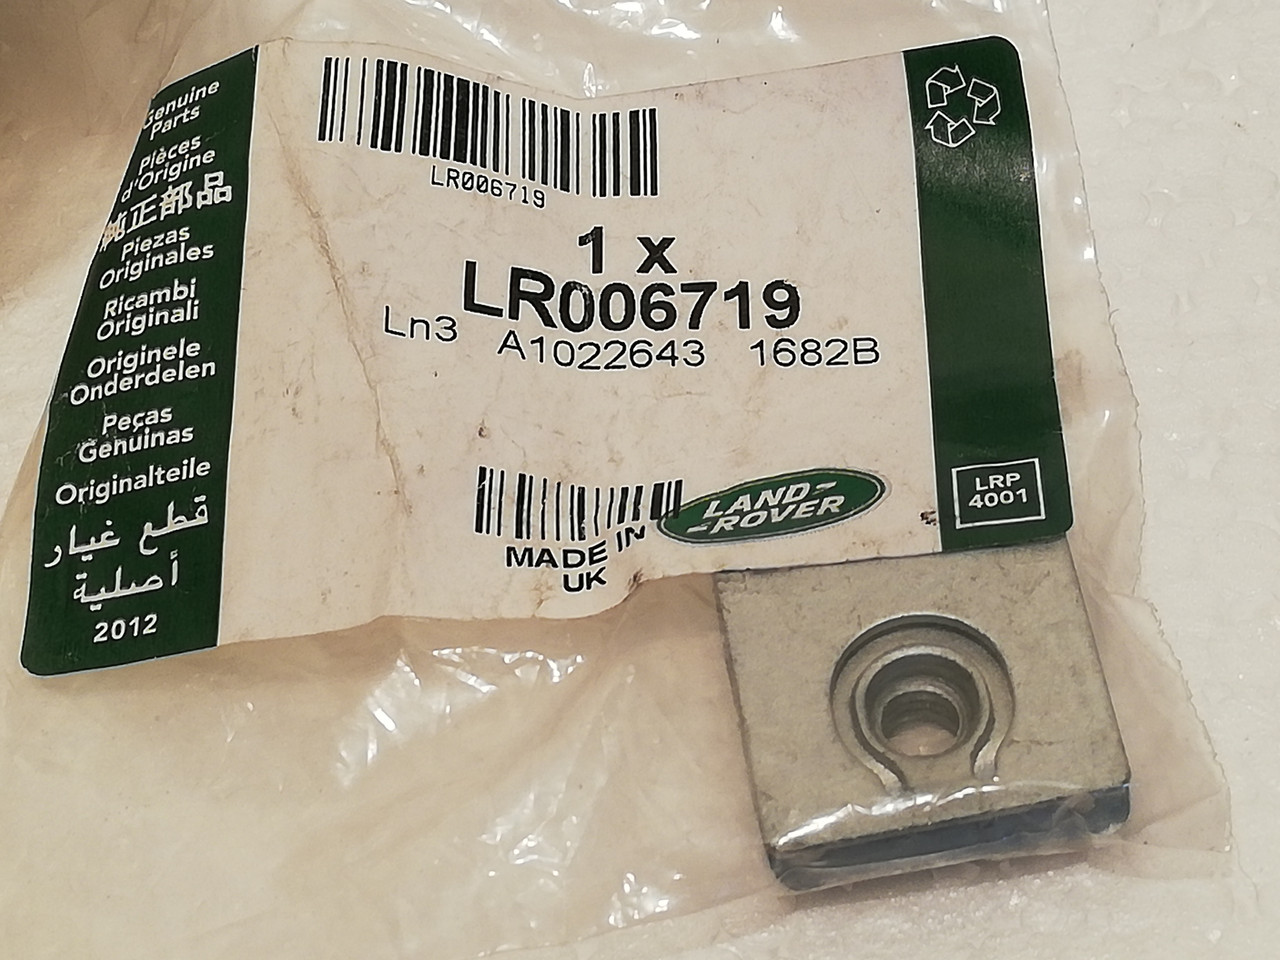 Genuine
Parts
Pièces
d'Origine
純正部品
Piezas
Originales
Ricambi
Originali
Originele
Onderdelen
Peças
Genuinas
Originalteile
قطع غيار
أصلية
2012
LR006719
1 x
LR006719
Ln3 A1022643 1682B
MADE IN
UK
LAND-
-ROVER
LRP
4001